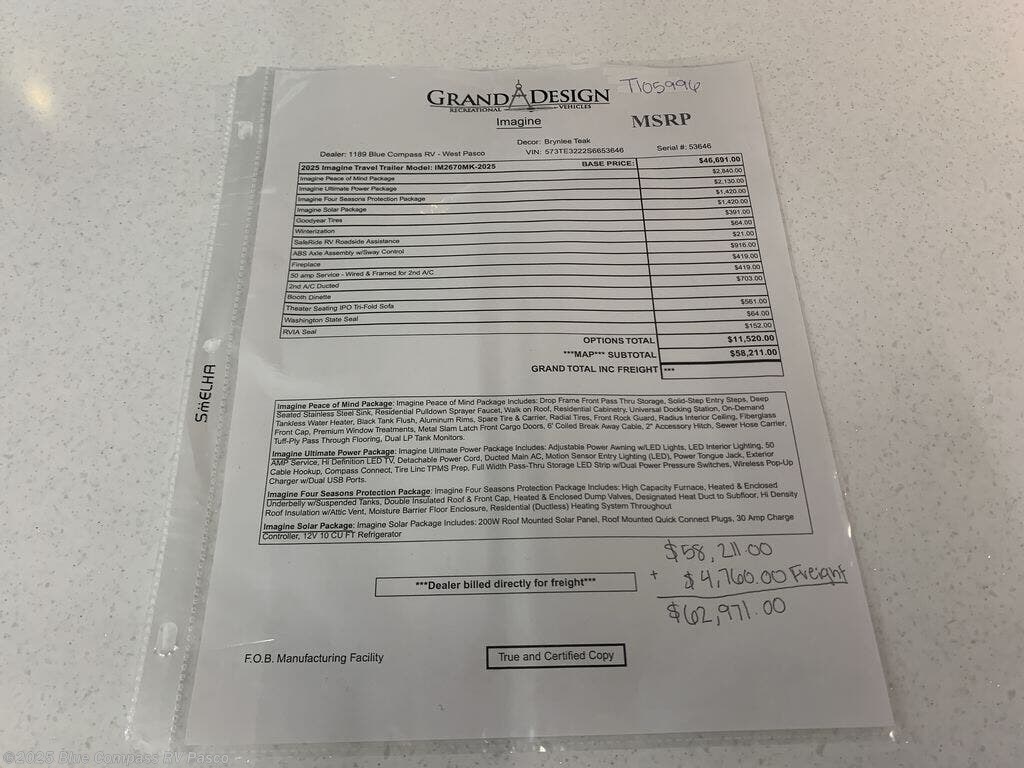 GRAND DESIGN
RECREATIONAL VEHICLES
T105996
Imagine
MSRP
Decor: Brynlee Teak
Dealer: 1189 Blue Compass RV - West Pasco VIN: 573TE3222S6653646 Serial #: 53646
2025 Imagine Travel Trailer Model: IM2670MK-2025 BASE PRICE: $46,691.00
Imagine Peace of Mind Package $2,840.00
Imagine Ultimate Power Package $2,130.00
Imagine Four Seasons Protection Package $1,420.00
Imagine Solar Package $1,420.00
Goodyear Tires $391.00
Winterization $64.00
SafeRide RV Roadside Assistance $21.00
ABS Axle Assembly w/Sway Control $916.00
Fireplace $419.00
50 amp Service - Wired & Framed for 2nd A/C $419.00
2nd A/C Ducted $703.00
Booth Dinette
Theater Seating IPO Tri-Fold Sofa $561.00
Washington State Seal $64.00
RVIA Seal $152.00
OPTIONS TOTAL $11,520.00
***MAP*** SUBTOTAL $58,211.00
GRAND TOTAL INC FREIGHT ***
Imagine Peace of Mind Package: Imagine Peace of Mind Package Includes: Drop Frame Front Pass Thru Storage, Solid-Step Entry Steps, Deep
Seated Stainless Steel Sink, Residential Pulldown Sprayer Faucet, Walk on Roof, Residential Cabinetry, Universal Docking Station, On-Demand
Tankless Water Heater, Black Tank Flush, Aluminum Rims, Spare Tire & Carrier, Radial Tires, Front Rock Guard, Radius Interior Ceiling, Fiberglass
Front Cap, Premium Window Treatments, Metal Slam Latch Front Cargo Doors, 6' Coiled Break Away Cable, 2" Accessory Hitch, Sewer Hose Carrier,
Tuff-Ply Pass Through Flooring, Dual LP Tank Monitors.
Imagine Ultimate Power Package: Imagine Ultimate Power Package Includes: Adjustable Power Awning w/LED Lights, LED Interior Lighting, 50
AMP Service, Hi Definition LED TV, Detachable Power Cord, Ducted Main AC, Motion Sensor Entry Lighting (LED), Power Tongue Jack, Exterior
Cable Hookup, Compass Connect, Tire Linc TPMS Prep, Full Width Pass-Thru Storage LED Strip w/Dual Power Pressure Switches, Wireless Pop-Up
Charger w/Dual USB Ports.
Imagine Four Seasons Protection Package: Imagine Four Seasons Protection Package Includes: High Capacity Furnace, Heated & Enclosed
Underbelly w/Suspended Tanks, Double Insulated Roof & Front Cap, Heated & Enclosed Dump Valves, Designated Heat Duct to Subfloor, Hi Density
Roof Insulation w/Attic Vent, Moisture Barrier Floor Enclosure, Residential (Ductless) Heating System Throughout
Imagine Solar Package: Imagine Solar Package Includes: 200W Roof Mounted Solar Panel, Roof Mounted Quick Connect Plugs, 30 Amp Charge
Controller, 12V 10 CU FT Refrigerator
$58,211.00
+ $4,760.00 Freight
$62,971.00
***Dealer billed directly for freight***
F.O.B. Manufacturing Facility
True and Certified Copy
SMELHA
©2025 Blue Compass RV Pasco